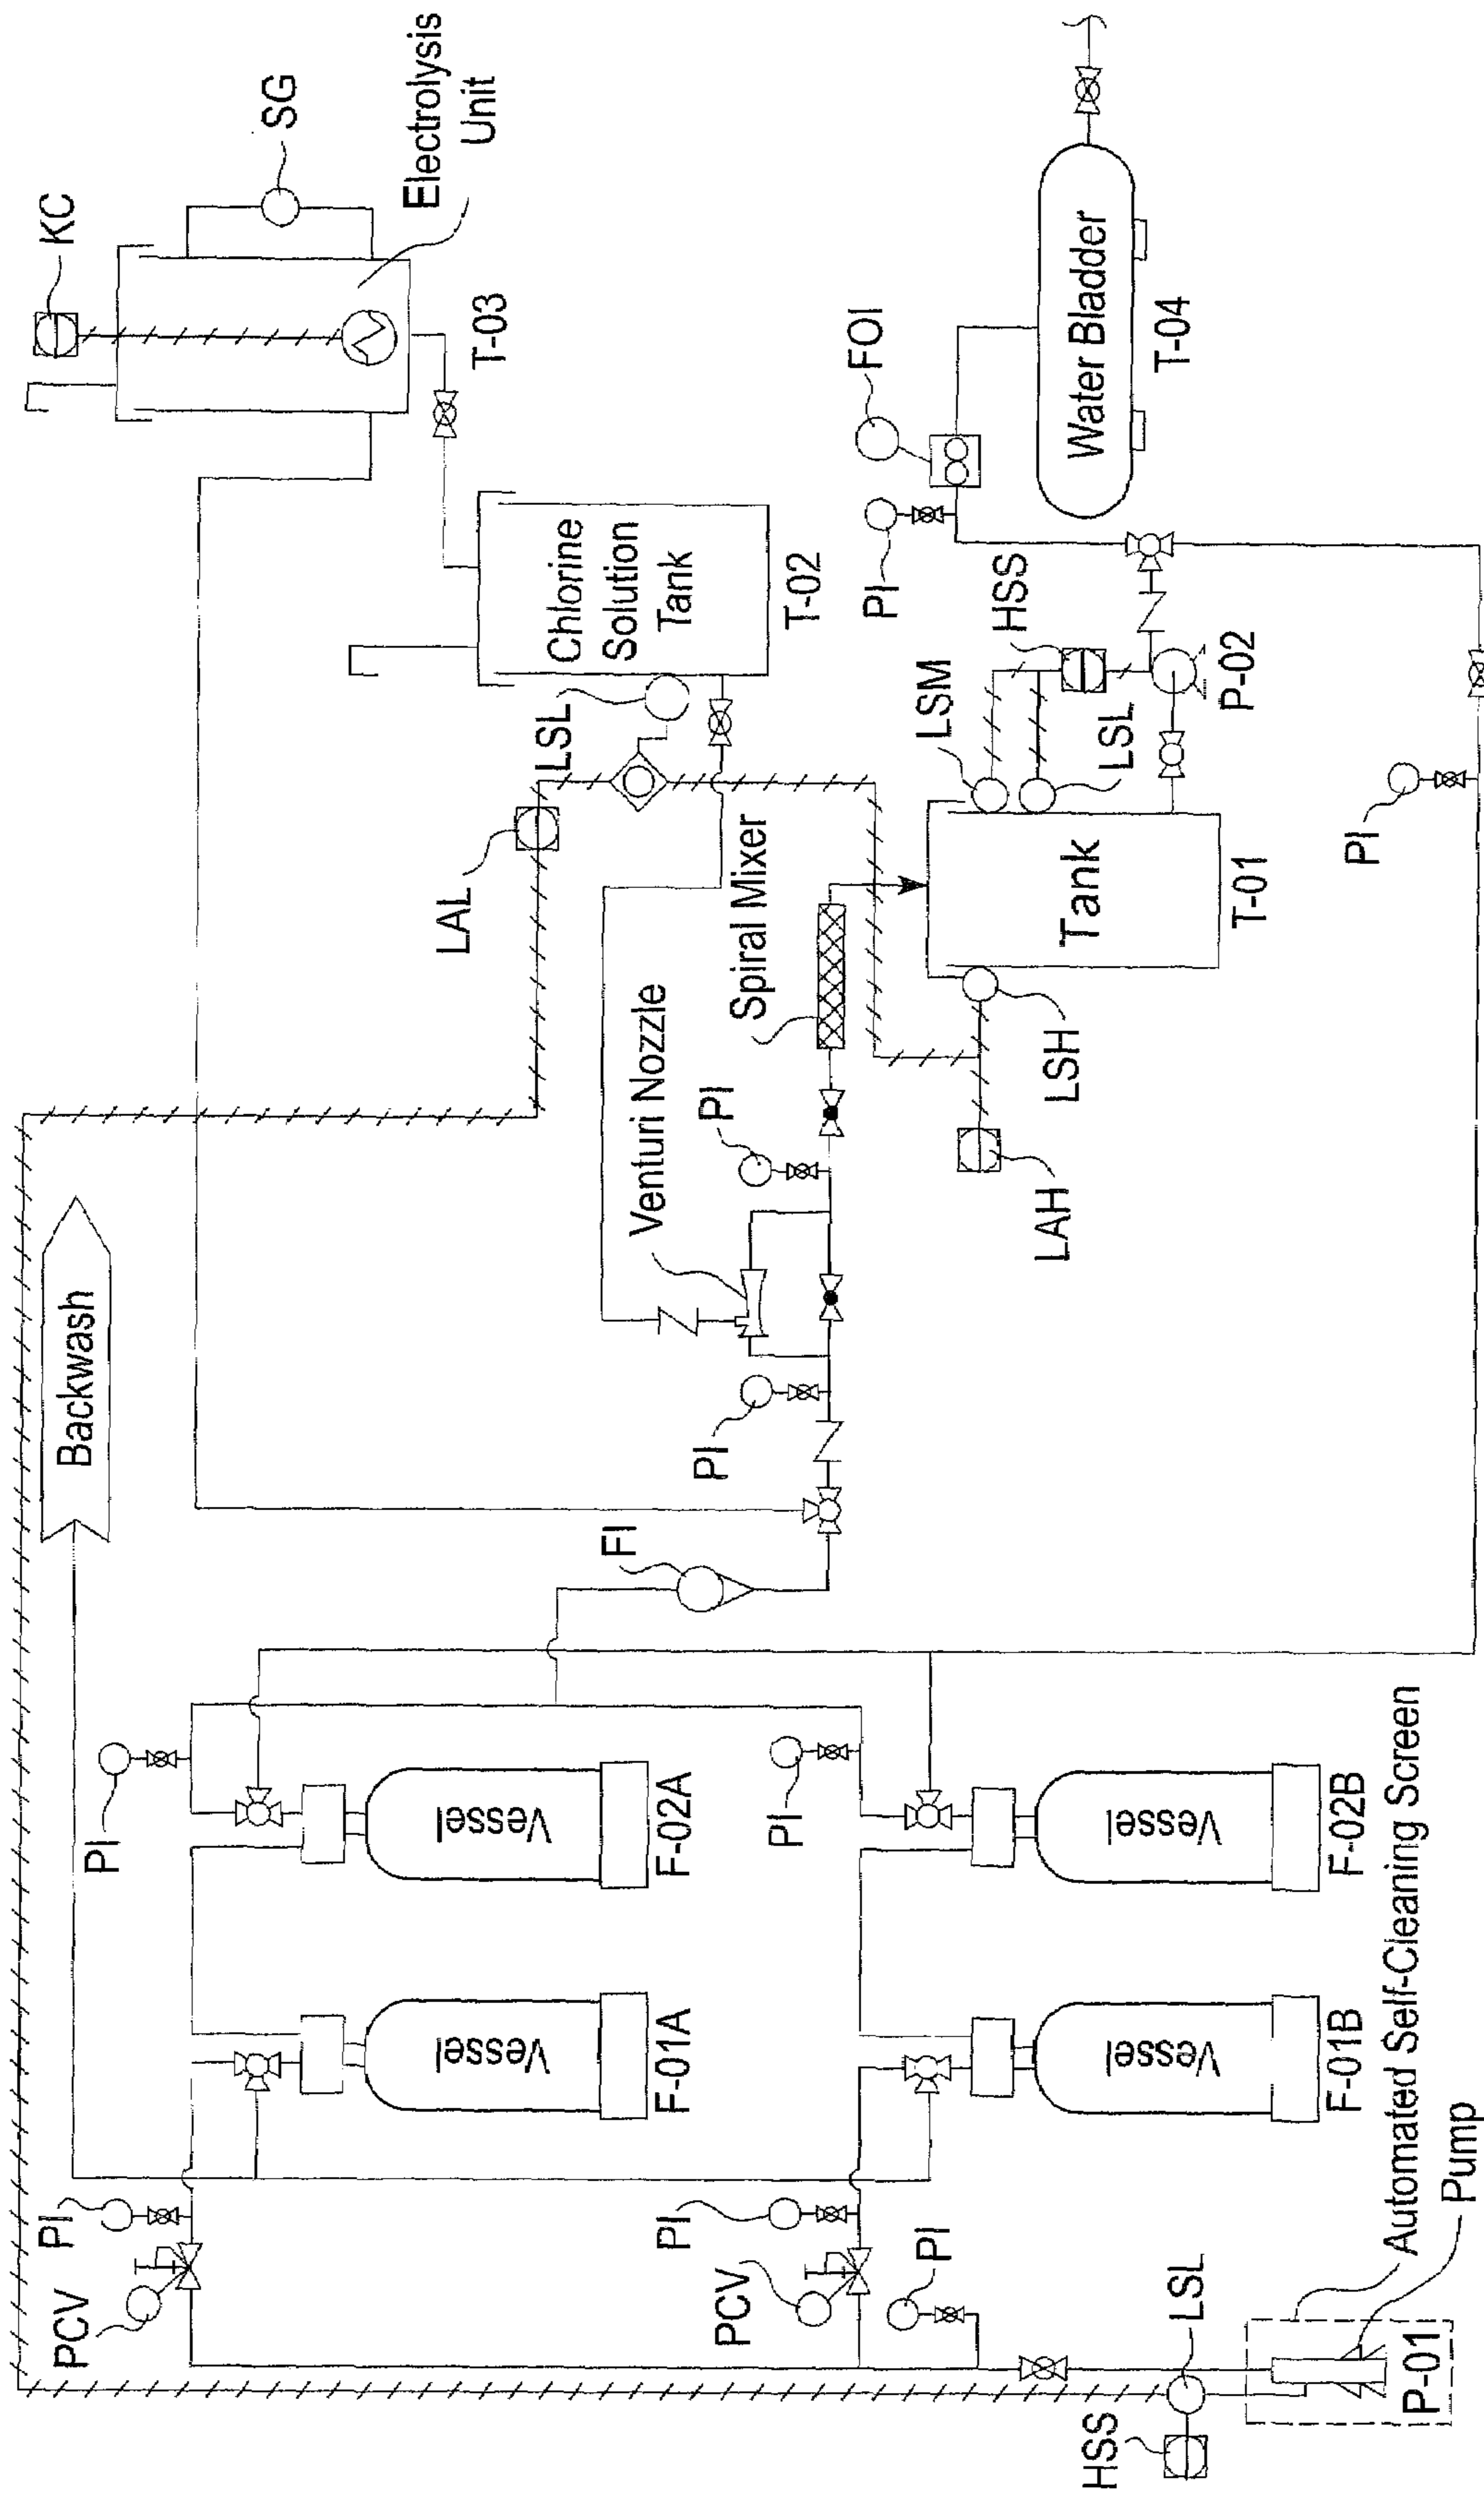 PI
KC
PCV
Backwash
PI
SG
Electrolysis
Unit
LAL
T-03
Vessel
Vessel
LSL
Chlorine
Solution
Tank
FI
Venturi Nozzle
F-01A
F-02A
PI
PI
PI
PCV
Spiral Mixer
PI
T-02
FOI
PI
PI
LSM
HSS
LAH
LSH
Tank
Water Bladder
HSS
LSL
Vessel
Vessel
T-04
LSL
P-02
T-01
F-01B
F-02B
PI
Automated Self-Cleaning Screen
P-01
Pump